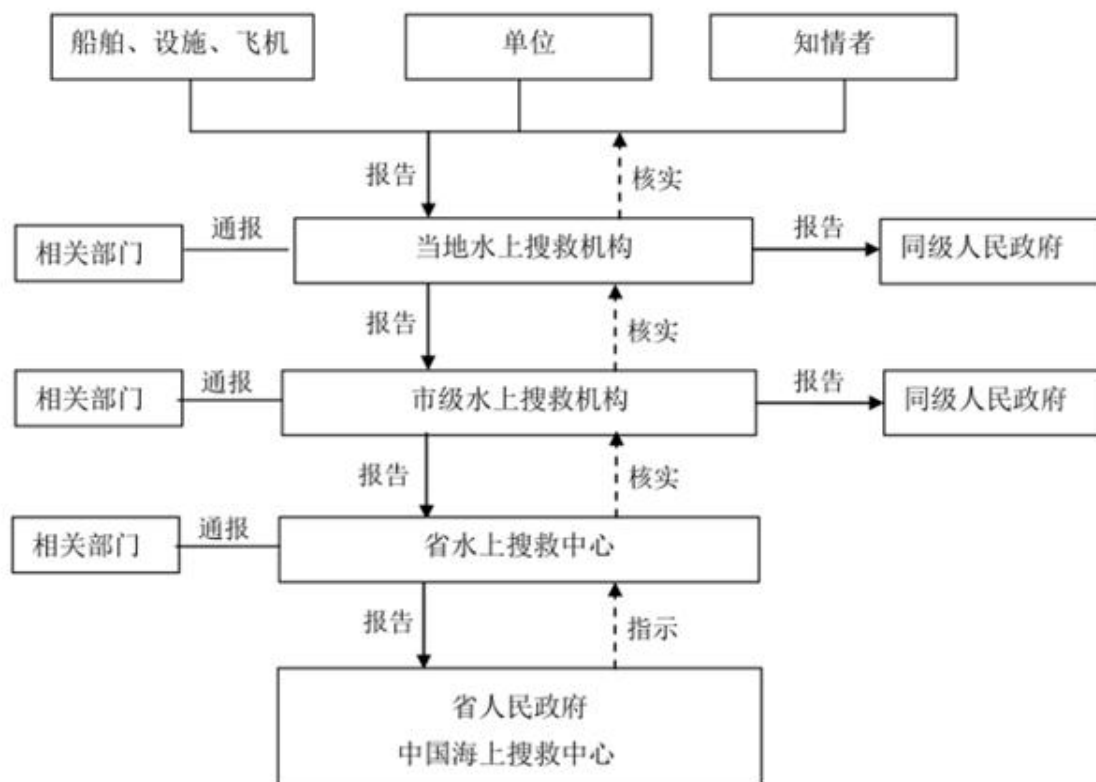 船舶、设施、飞机
单位
知情者
报告
核实
相关部门
通报
当地水上搜救机构
报告
同级人民政府
报告
核实
相关部门
通报
市级水上搜救机构
报告
同级人民政府
报告
核实
相关部门
通报
省水上搜救中心
报告
指示
省人民政府
中国海上搜救中心